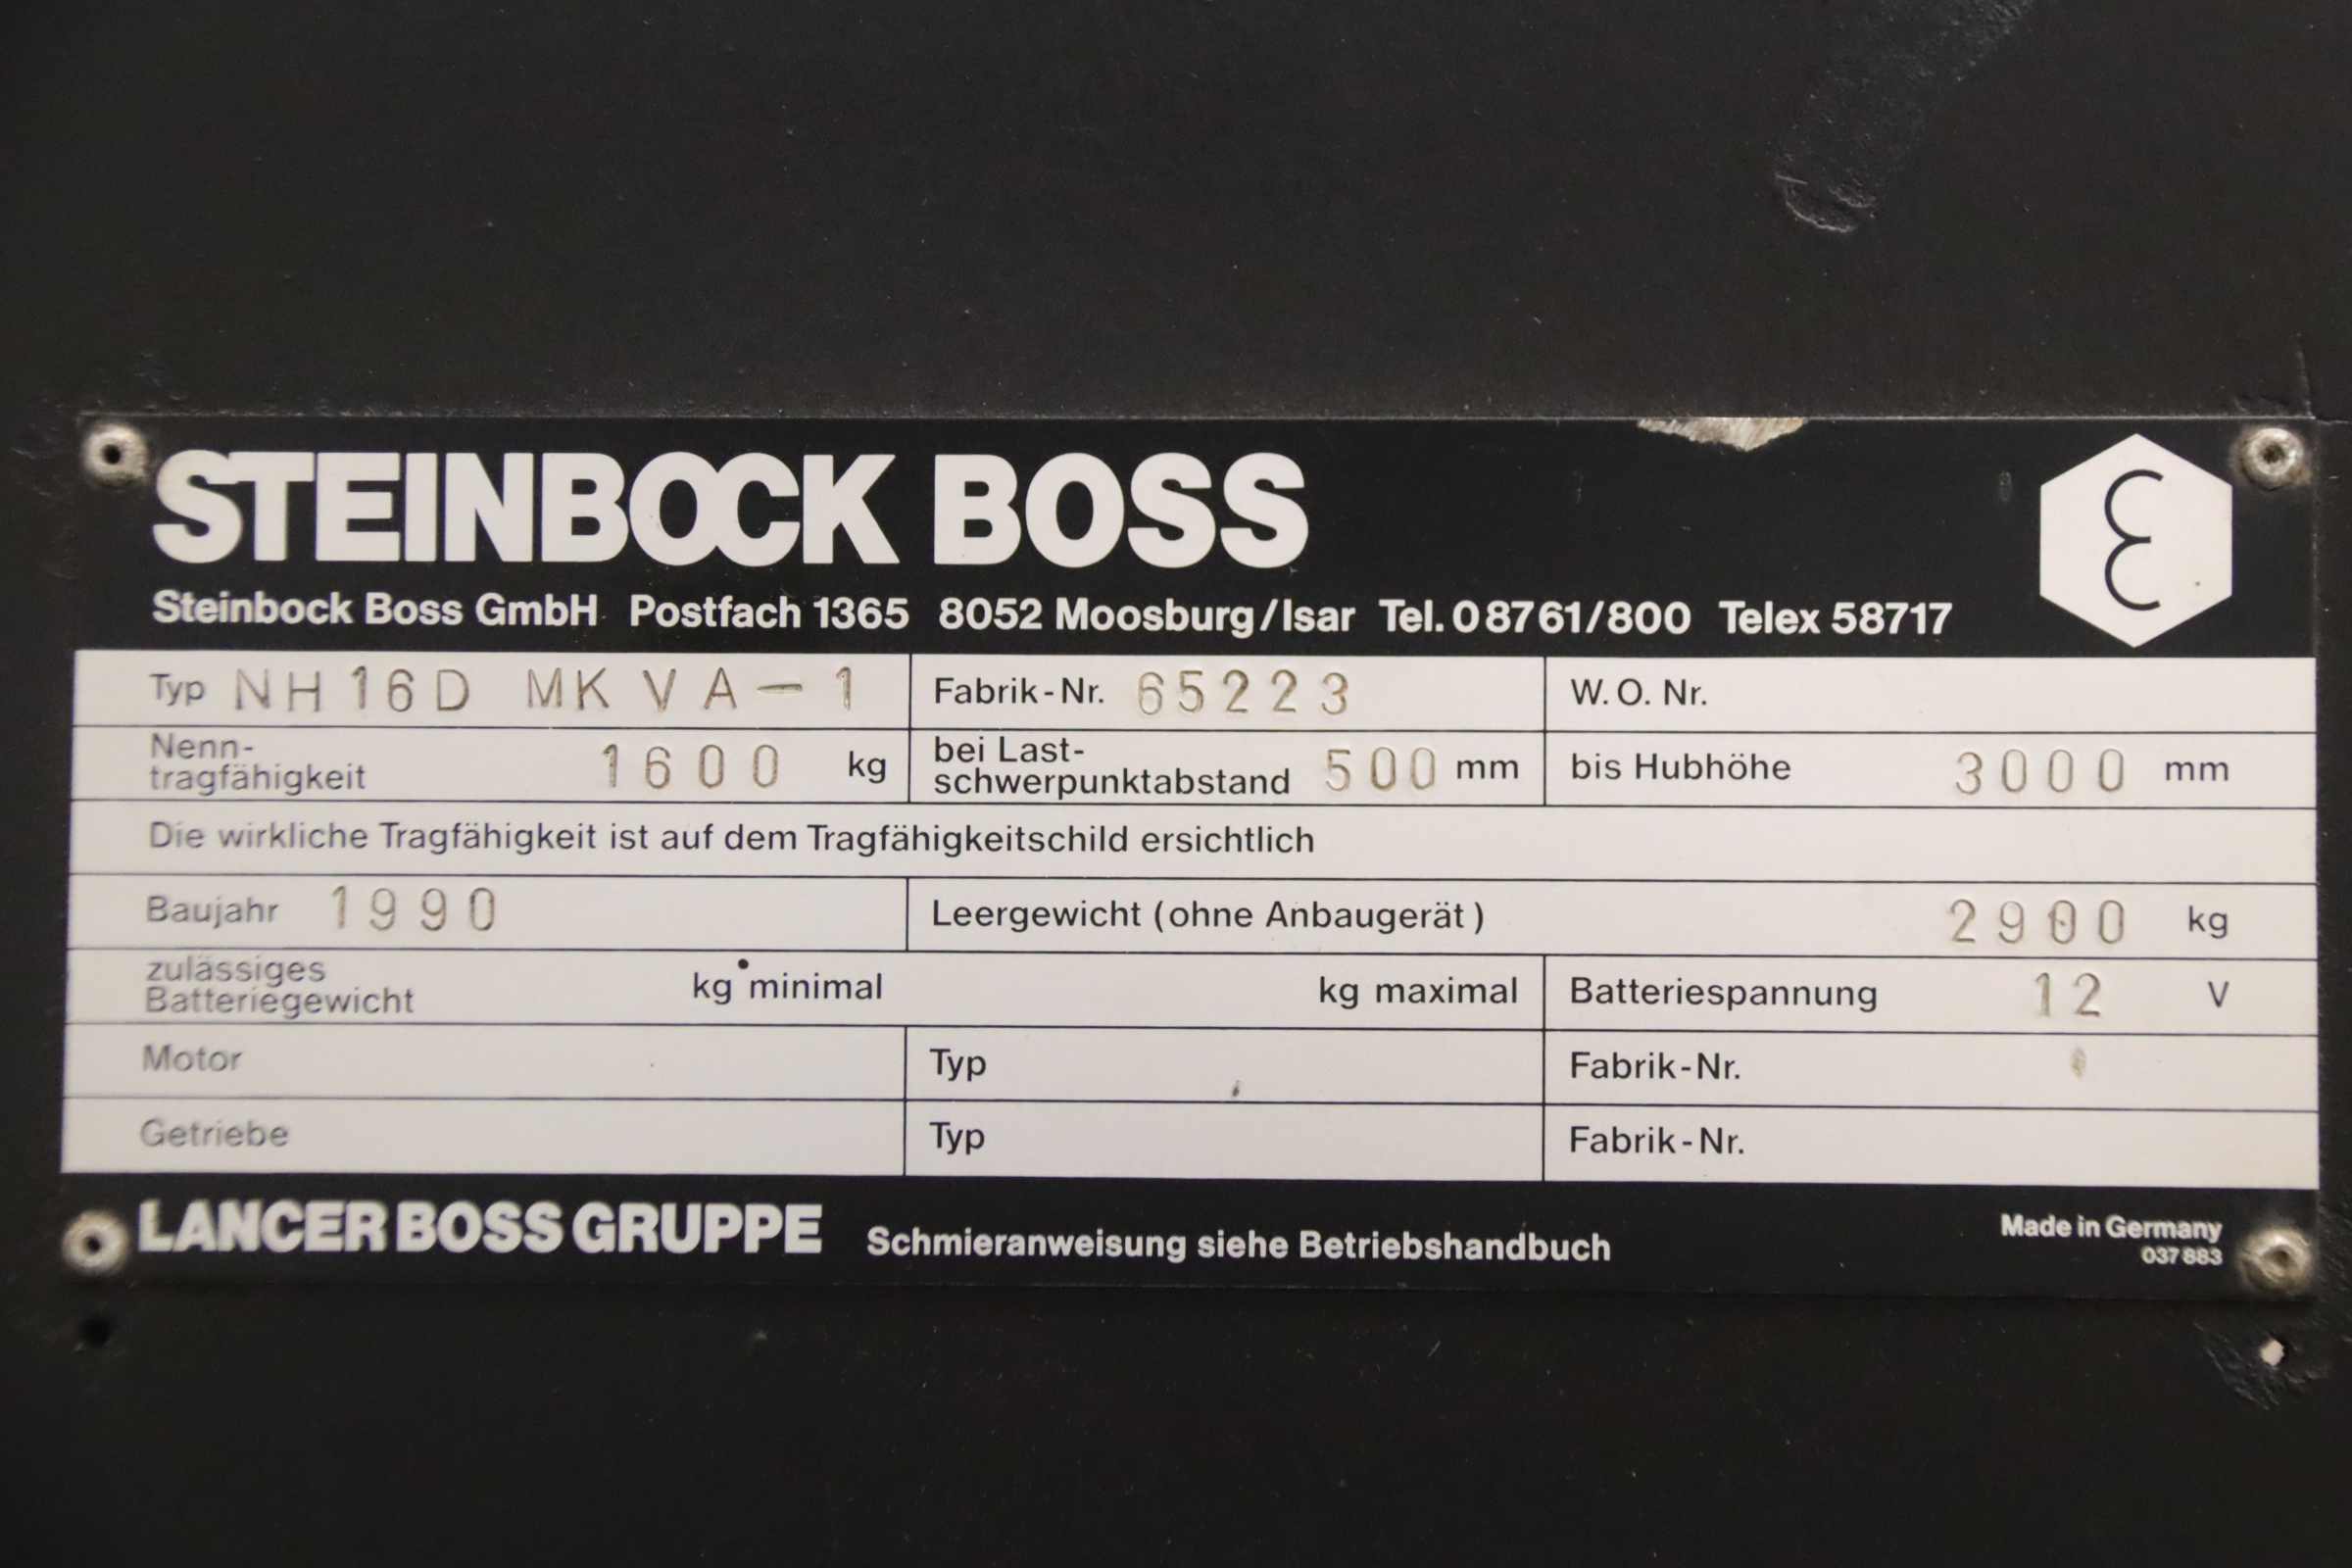 STEINBOCK BOSS
Steinbock Boss GmbH Postfach 1365 8052 Moosburg/Isar Tel. 08761/800 Telex 58717
Typ NH16D MK VA-1 Fabrik-Nr. 65223 W.O. Nr.
Nenn-
tragfähigkeit 1600 kg bei Last-
schwerpunktabstand 500 mm bis Hubhöhe 3000 mm
Die wirkliche Tragfähigkeit ist auf dem Tragfähigkeitschild ersichtlich
Baujahr 1990 Leergewicht (ohne Anbaugerät) 2900 kg
zulässiges
Batteriegewicht kg minimal kg maximal Batteriespannung 12 V
Motor Typ Fabrik-Nr.
Getriebe Typ Fabrik-Nr.
LANCER BOSS GRUPPE Schmieranweisung siehe Betriebshandbuch Made in Germany
037 883